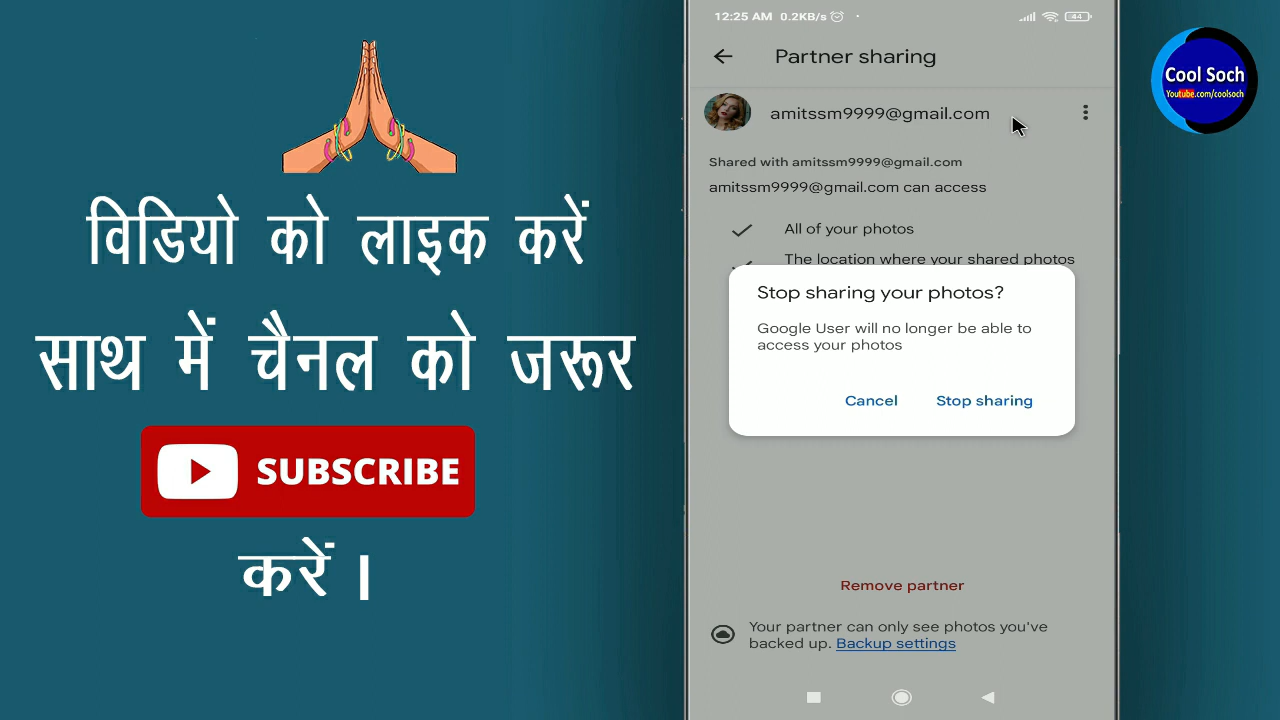 विडियो को लाइक करें
साथ में चैनल को जरूर
SUBSCRIBE
करें ।
12:25 AM 0.2KB/s
44
Partner sharing
amitssm9999@gmail.com
Shared with amitssm9999@gmail.com
amitssm9999@gmail.com can access
All of your photos
The location where your shared photos
Stop sharing your photos?
Google User will no longer be able to
access your photos
Cancel Stop sharing
Remove partner
Your partner can only see photos you've
backed up. Backup settings
Cool Soch
Youtube.com/coolsoch